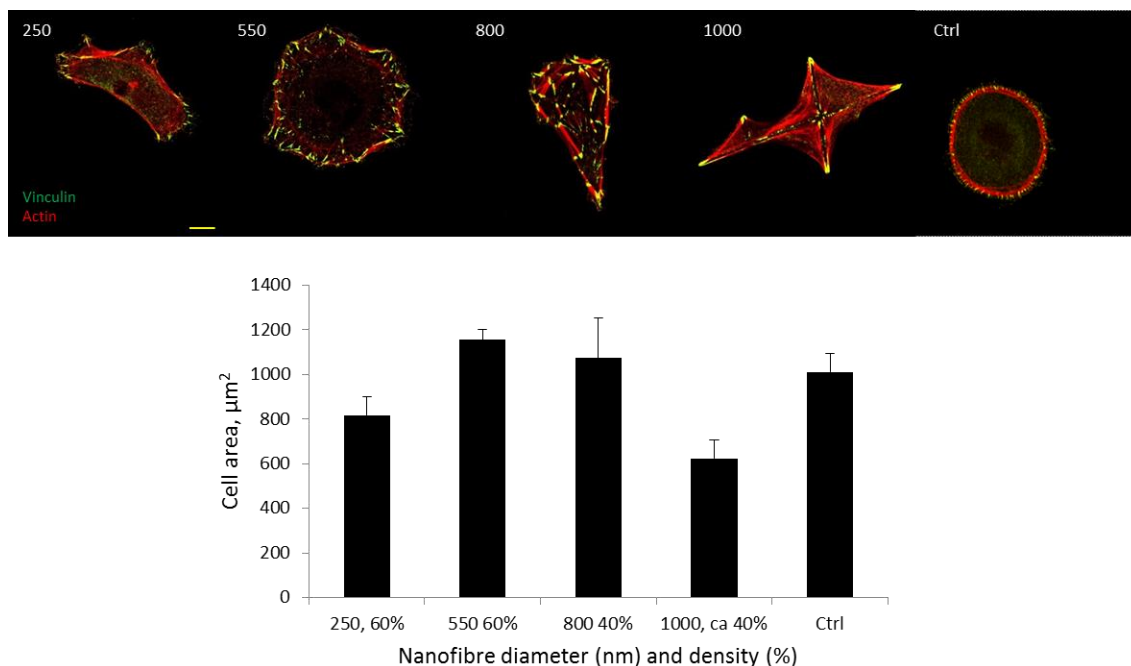 250 550 800 1000 Ctrl
Vinculin
Actin
1400
1200
1000
800
600
400
200
0
Cell area, µm²
250, 60% 550 60% 800 40% 1000, ca 40% Ctrl
Nanofibre diameter (nm) and density (%)